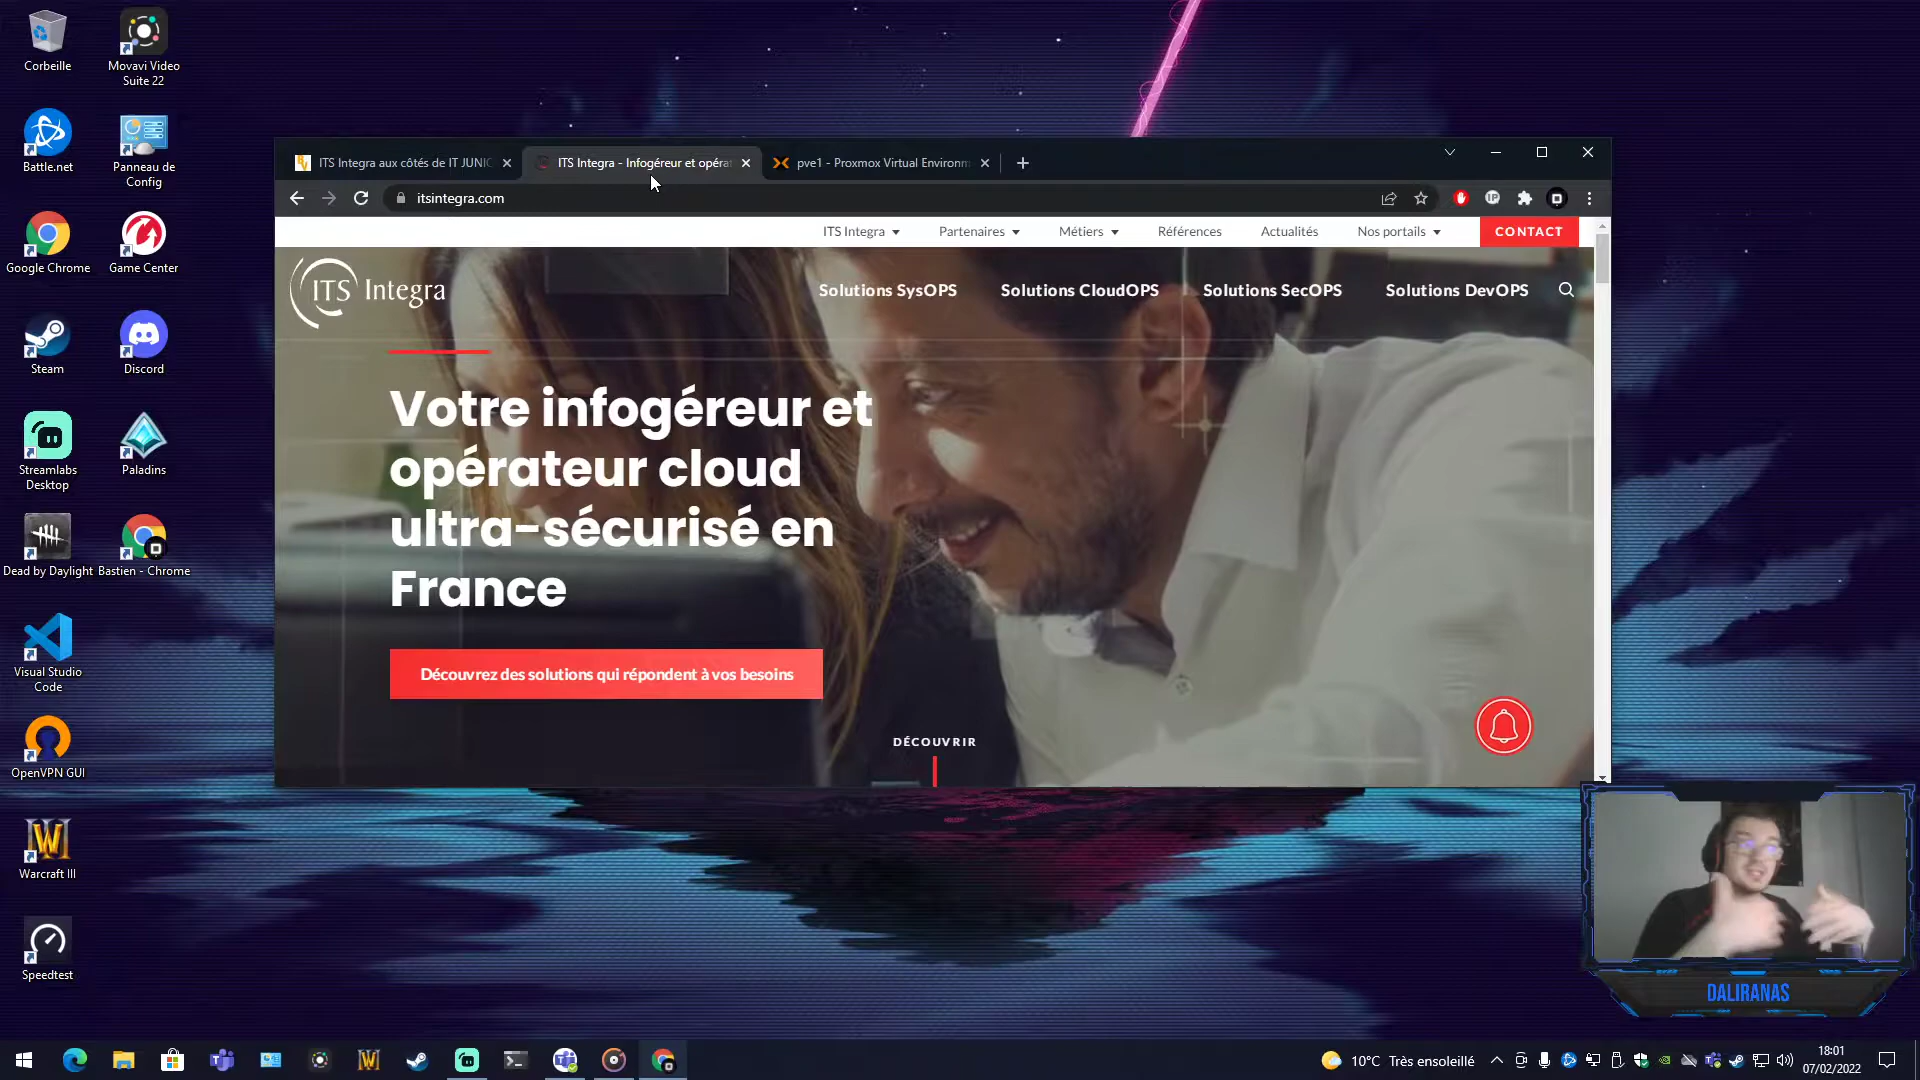 Corbeille
Movavi Video
Suite 22
Battle.net
Panneau de
Config
Google Chrome
Game Center
Steam
Discord
Streamlabs
Desktop
Paladins
Dead by Daylight
Bastien - Chrome
Visual Studio
Code
OpenVPN GUI
Warcraft III
Speedtest
ITS Integra aux côtés de IT JUNIC
ITS Integra - Infogéreur et opéra
pve1 - Proxmox Virtual Environm
itsintegra.com
ITS Integra
Partenaires
Métiers
Références
Actualités
Nos portails
CONTACT
ITS Integra
Solutions SysOPS
Solutions CloudOPS
Solutions SecOPS
Solutions DevOPS
Votre infogéreur et
opérateur cloud
ultra-sécurisé en
France
Découvrez des solutions qui répondent à vos besoins
DÉCOUVRIR
DALIRANAS
10°C Très ensoleillé
18:01
07/02/2022